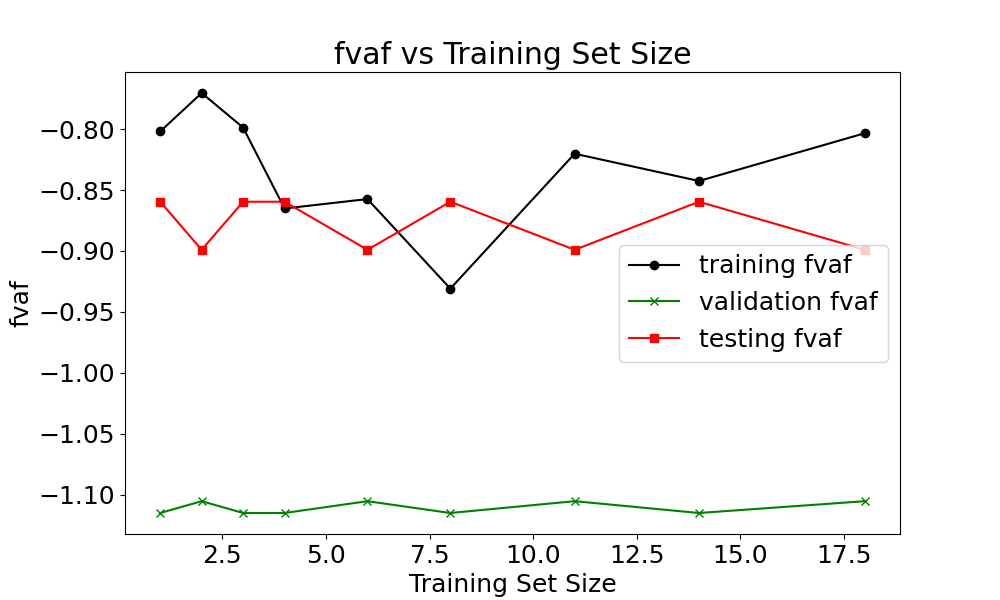 fvaf vs Training Set Size
−0.80
−0.85
−0.90
−0.95
−1.00
−1.05
−1.10
fvaf
training fvaf
validation fvaf
testing fvaf
2.5 5.0 7.5 10.0 12.5 15.0 17.5
Training Set Size